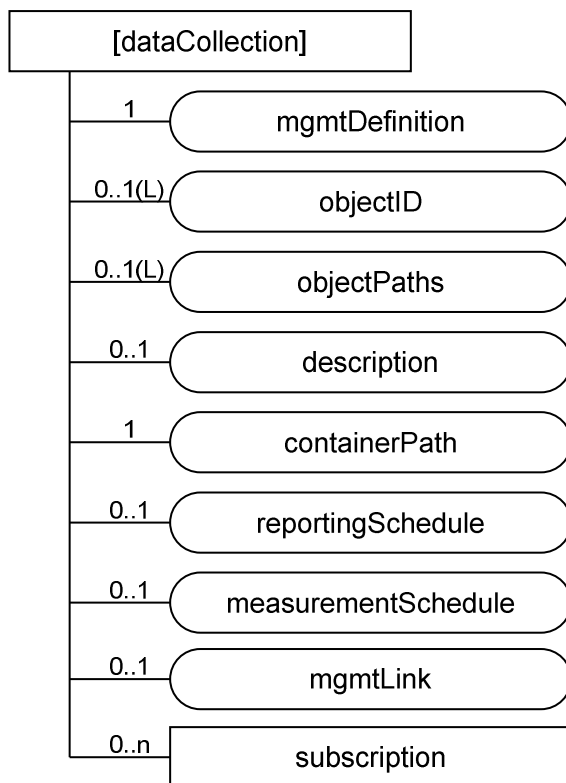 [dataCollection]
1
mgmtDefinition
0..1(L)
objectID
0..1(L)
objectPaths
0..1
description
1
containerPath
0..1
reportingSchedule
0..1
measurementSchedule
0..1
mgmtLink
0..n
subscription